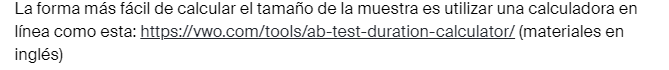 La forma más fácil de calcular el tamaño de la muestra es utilizar una calculadora en
línea como esta: https://vwo.com/tools/ab-test-duration-calculator/ (materiales en
inglés)